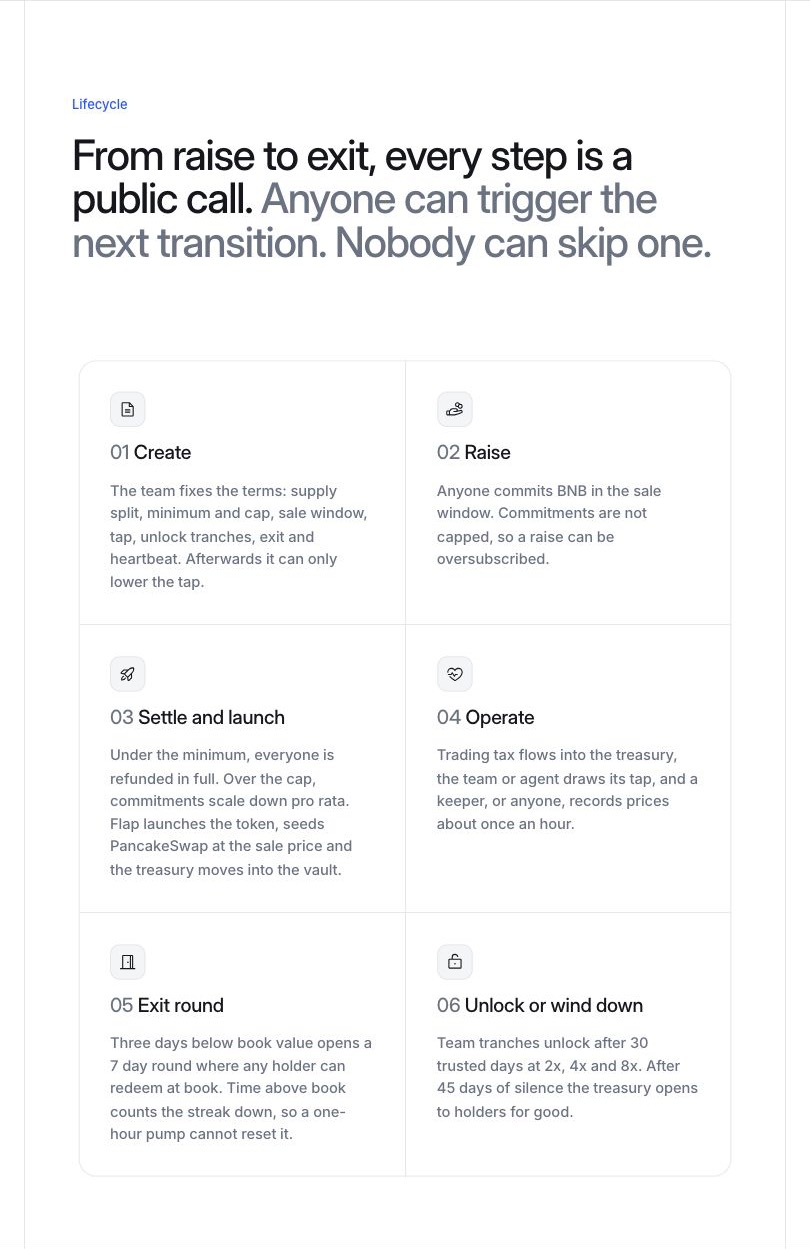 Lifecycle
From raise to exit, every step is a
public call. Anyone can trigger the
next transition. Nobody can skip one.
01 Create
The team fixes the terms: supply
split, minimum and cap, sale window,
tap, unlock tranches, exit and
heartbeat. Afterwards it can only
lower the tap.
02 Raise
Anyone commits BNB in the sale
window. Commitments are not
capped, so a raise can be
oversubscribed.
03 Settle and launch
Under the minimum, everyone is
refunded in full. Over the cap,
commitments scale down pro rata.
Flap launches the token, seeds
PancakeSwap at the sale price and
the treasury moves into the vault.
04 Operate
Trading tax flows into the treasury,
the team or agent draws its tap, and a
keeper, or anyone, records prices
about once an hour.
05 Exit round
Three days below book value opens a
7 day round where any holder can
redeem at book. Time above book
counts the streak down, so a one-
hour pump cannot reset it.
06 Unlock or wind down
Team tranches unlock after 30
trusted days at 2x, 4x and 8x. After
45 days of silence the treasury opens
to holders for good.